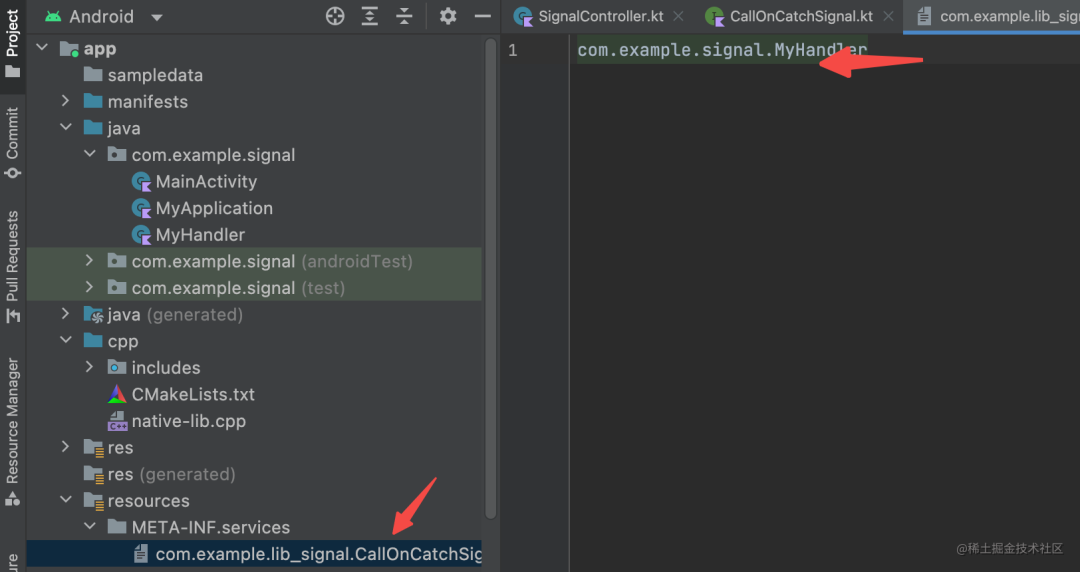 Project
Commit
Pull Requests
Resource Manager
Android
app
sampledata
manifests
java
com.example.signal
MainActivity
MyApplication
MyHandler
com.example.signal (androidTest)
com.example.signal (test)
java (generated)
cpp
includes
CMakeLists.txt
native-lib.cpp
res
res (generated)
resources
META-INF.services
com.example.lib_signal.CallOnCatchSig
SignalController.kt
CallOnCatchSignal.kt
com.example.lib_sig
1
com.example.signal.MyHandler
@稀土掘金技术社区